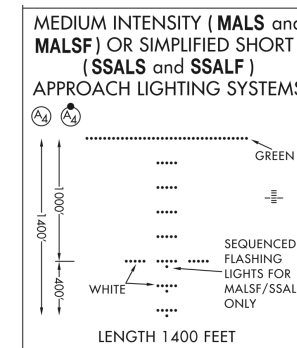 MEDIUM INTENSITY (MALS and
MALSF) OR SIMPLIFIED SHORT
(SSALS and SSALF)
APPROACH LIGHTING SYSTEMS
A4 A4
GREEN
1000'
1400'
SEQUENCED
FLASHING
LIGHTS FOR
MALSF/SSAL
ONLY
WHITE
400'
LENGTH 1400 FEET